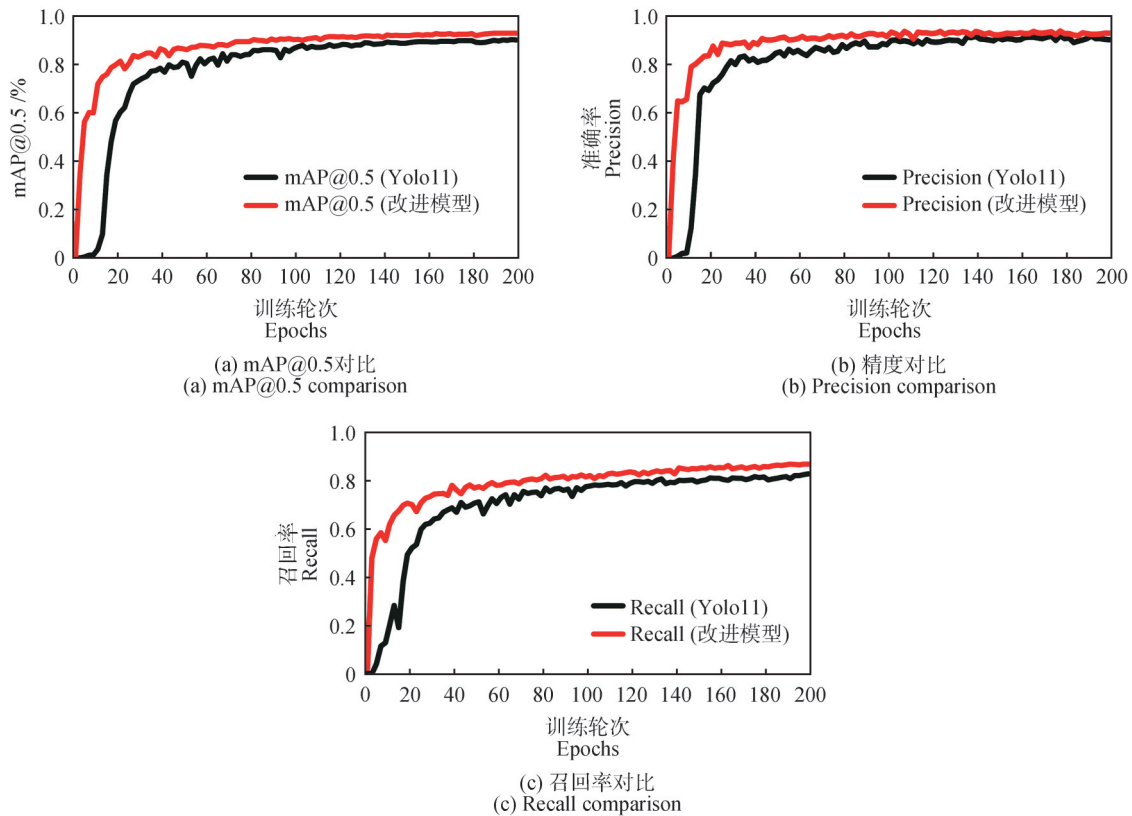 1.0
0.8
0.6
0.4
0.2
0
mAP@0.5 /%
mAP@0.5 (Yolo11)
mAP@0.5 (改进模型)
0 20 40 60 80 100 120 140 160 180 200
训练轮次
Epochs
(a) mAP@0.5对比
(a) mAP@0.5 comparison
1.0
0.8
0.6
0.4
0.2
0
准确率
Precision
Precision (Yolo11)
Precision (改进模型)
0 20 40 60 80 100 120 140 160 180 200
训练轮次
Epochs
(b) 精度对比
(b) Precision comparison
1.0
0.8
0.6
0.4
0.2
0
召回率
Recall
Recall (Yolo11)
Recall (改进模型)
0 20 40 60 80 100 120 140 160 180 200
训练轮次
Epochs
(c) 召回率对比
(c) Recall comparison